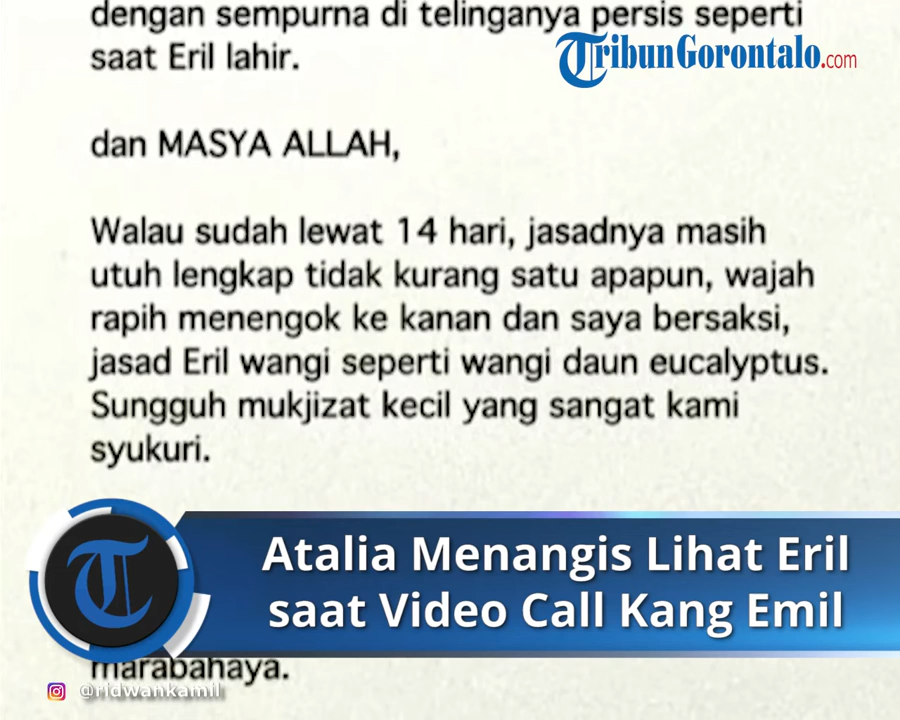 dengan sempurna di telinganya persis seperti
saat Eril lahir.
TribunGorontalo.com
dan MASYA ALLAH,
Walau sudah lewat 14 hari, jasadnya masih
utuh lengkap tidak kurang satu apapun, wajah
rapih menengok ke kanan dan saya bersaksi,
jasad Eril wangi seperti wangi daun eucalyptus.
Sungguh mukjizat kecil yang sangat kami
syukuri.
T
Atalia Menangis Lihat Eril
saat Video Call Kang Emil
marabahaya.
@ridwankamil